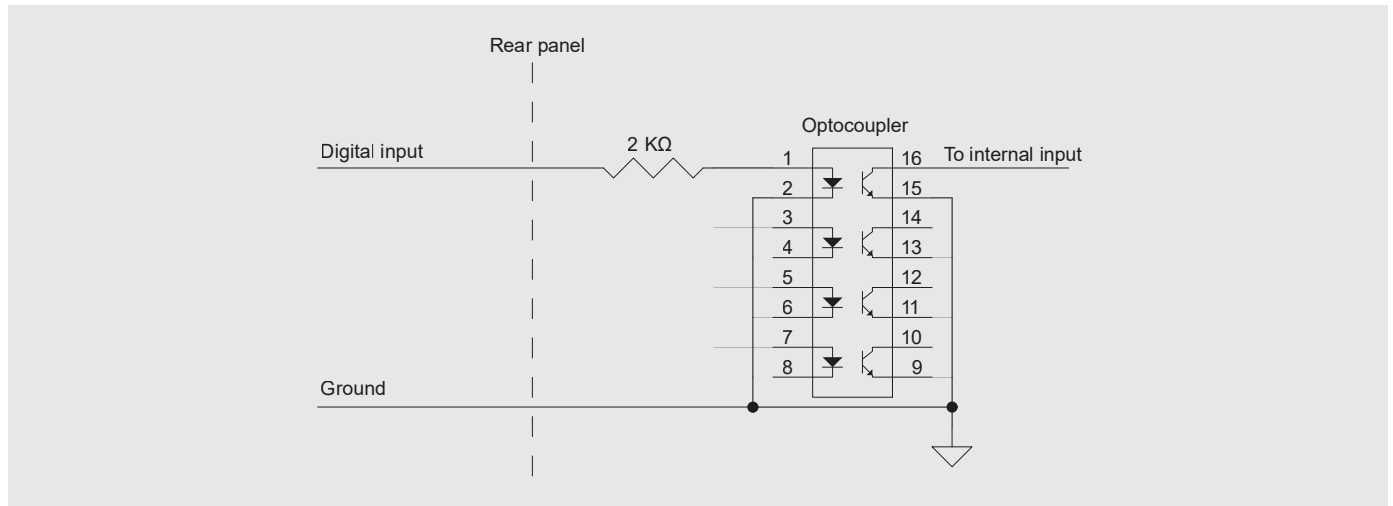 Rear panel
Optocoupler
Digital input
2 KΩ
1
16
To internal input
2
15
3
14
4
13
5
12
6
11
7
10
8
9
Ground